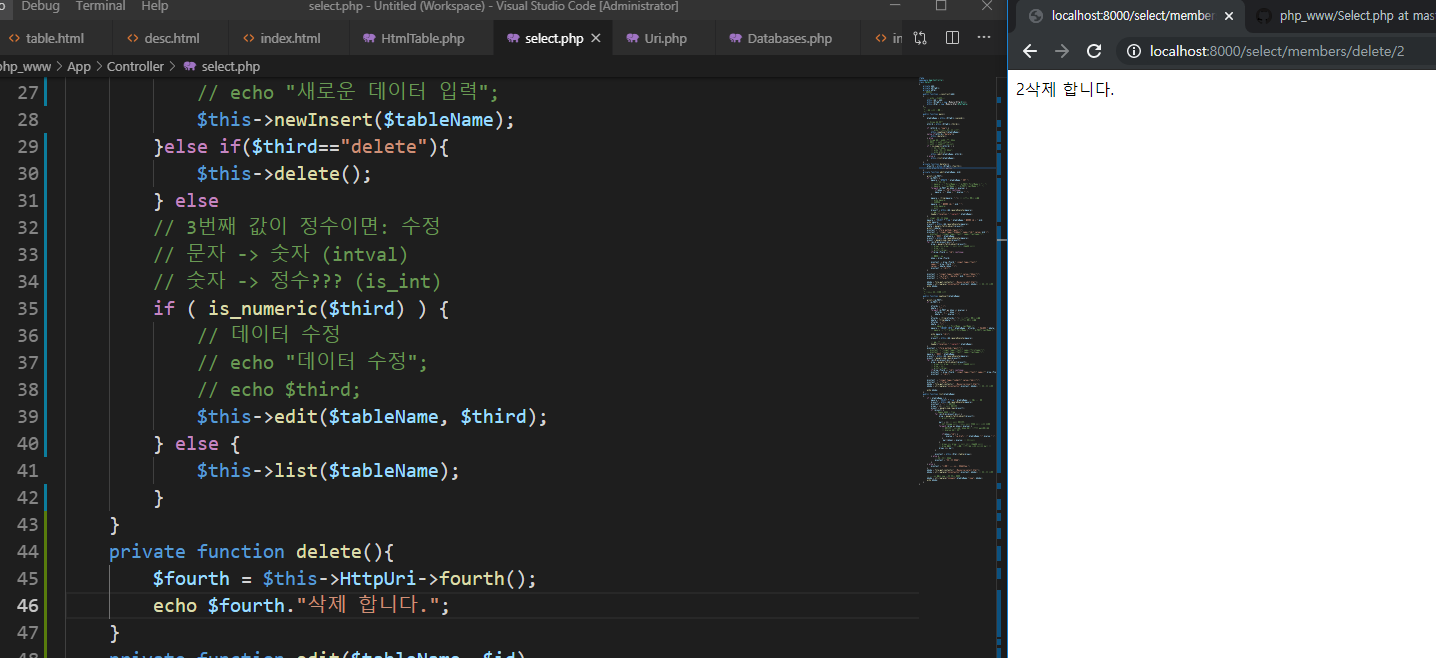 Debug Terminal Help select.php - Untitled (Workspace) - Visual Studio Code [Administrator]
table.html desc.html index.html HtmlTable.php select.php Uri.php Databases.php
php_www > App > Controller > select.php
27 // echo "새로운 데이터 입력";
28 $this->newInsert($tableName);
29 }else if($third=="delete"){
30 $this->delete();
31 } else
32 // 3번째 값이 정수이면: 수정
33 // 문자 -> 숫자 (intval)
34 // 숫자 -> 정수??? (is_int)
35 if ( is_numeric($third) ) {
36 // 데이터 수정
37 // echo "데이터 수정";
38 // echo $third;
39 $this->edit($tableName, $third);
40 } else {
41 $this->list($tableName);
42 }
43 }
44 private function delete(){
45 $fourth = $this->HttpUri->fourth();
46 echo $fourth."삭제 합니다.";
47 }
48 private function edit($tableName, $id)
localhost:8000/select/member php_www/Select.php at mas
localhost:8000/select/members/delete/2
2삭제 합니다.